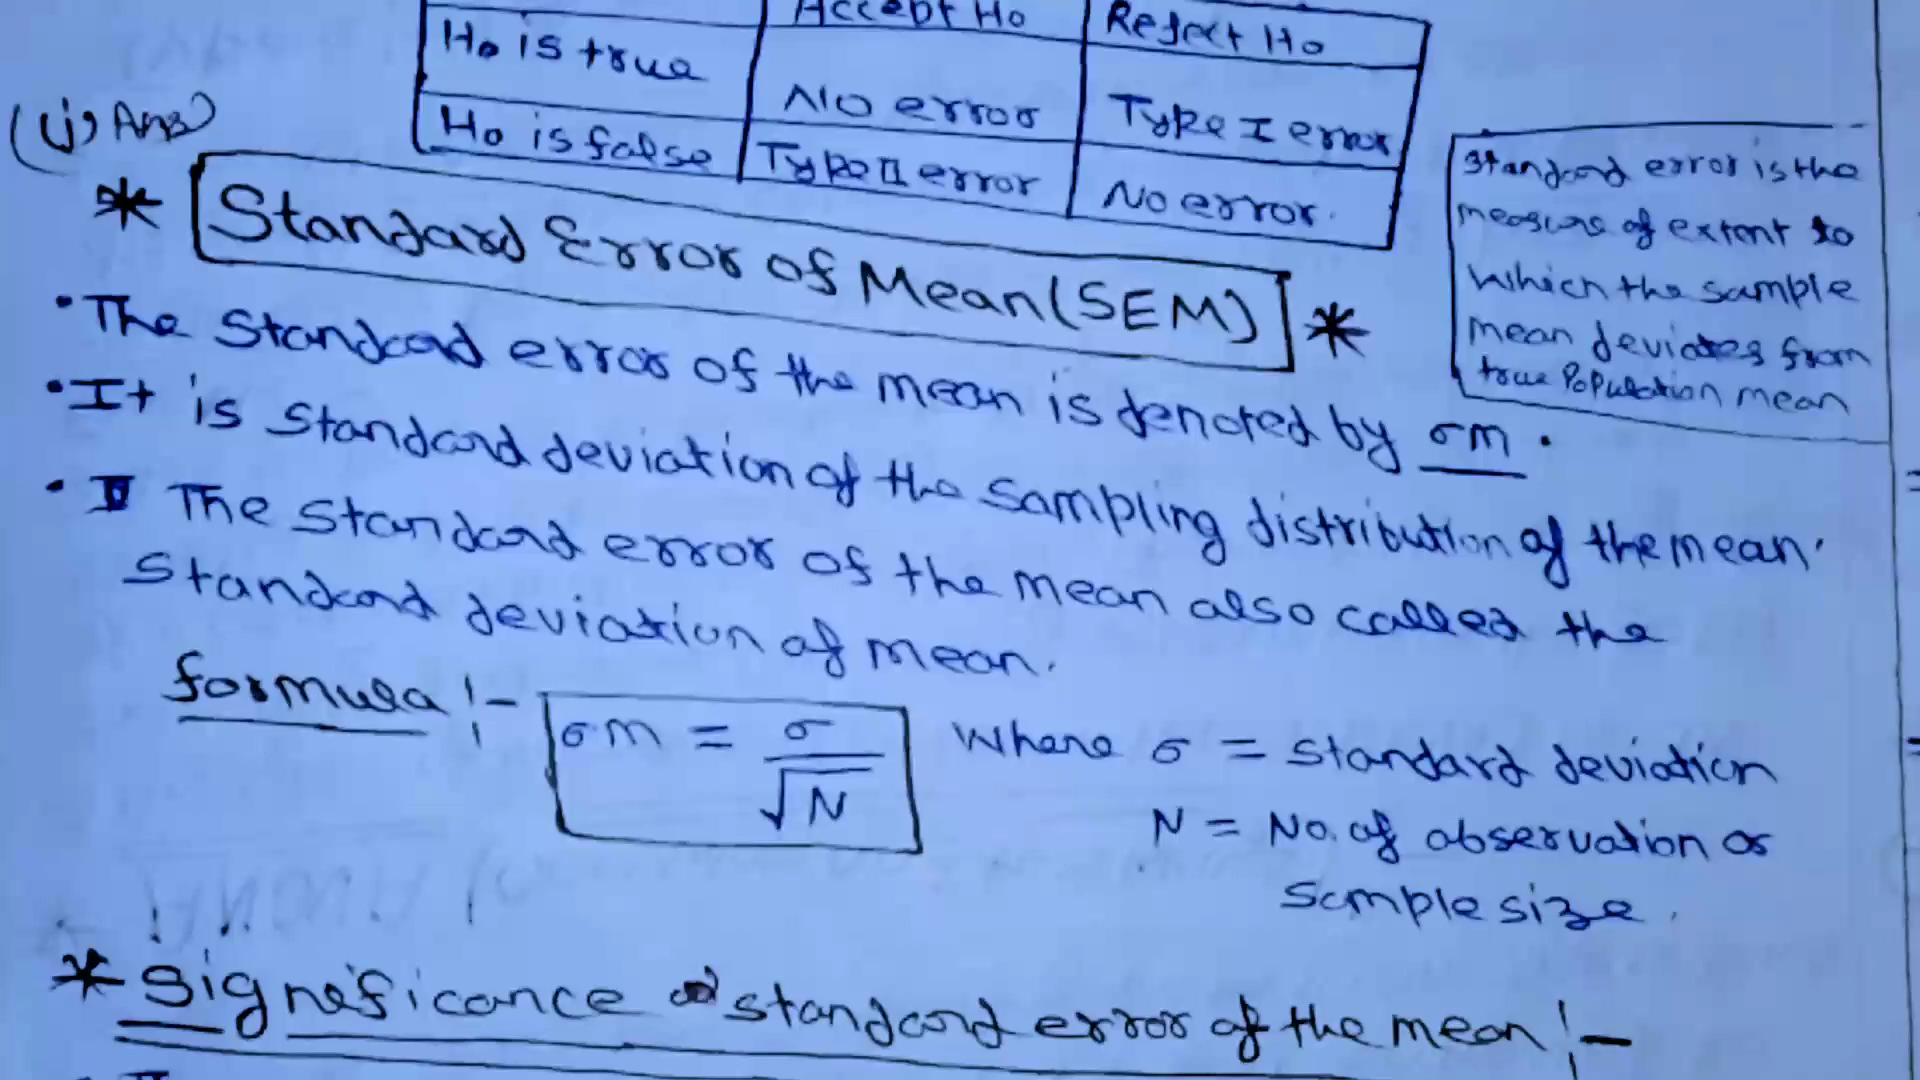 Accept Ho Reject Ho
Ho is true No error Type I error
Ho is false Type II error No error.
(ii) Ans
* Standard Error of Mean (SEM) *
Standard error is the
measure of extent to
which the sample
mean deviates from
true Population mean
• The Standard error of the mean is denoted by σm.
• It is Standard deviation of the Sampling distribution of the mean.
• The Standard error of the mean also called the
Standard deviation of mean.
formula :- σm = σ / √N Where σ = Standard deviation
N = No. of observation or
Sample size.
* Significance of standard error of the mean :-